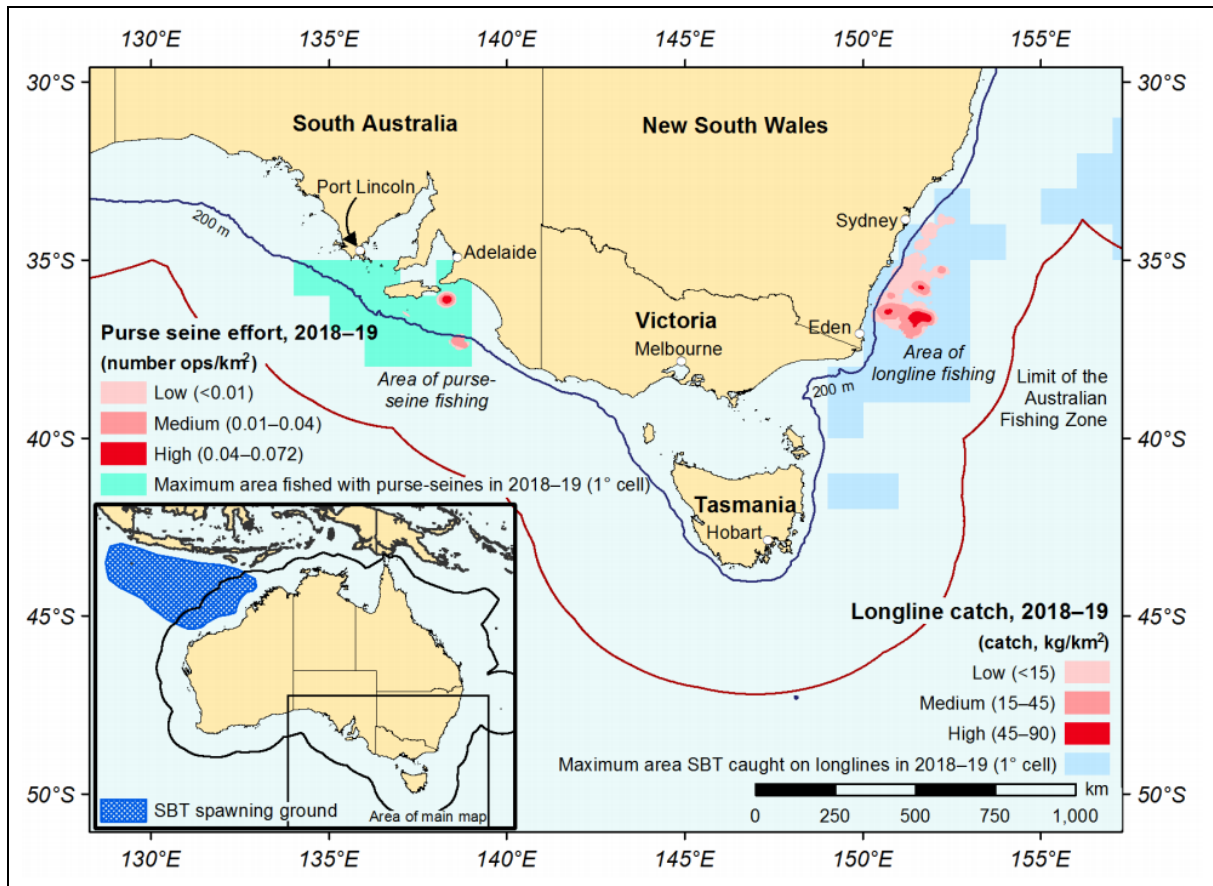 130°E 135°E 140°E 145°E 150°E 155°E
30°S 30°S
South Australia New South Wales
Port Lincoln
200 m
Sydney
Adelaide
35°S 35°S
Purse seine effort, 2018–19
(number ops/km²)
Low (<0.01)
Medium (0.01–0.04)
High (0.04–0.072)
Maximum area fished with purse-seines in 2018–19 (1° cell)
Area of purse-
seine fishing
Victoria
Melbourne
Eden
Area of
longline fishing
200 m
Limit of the
Australian
Fishing Zone
40°S 40°S
Tasmania
Hobart
45°S 45°S
Longline catch, 2018–19
(catch, kg/km²)
Low (<15)
Medium (15–45)
High (45–90)
Maximum area SBT caught on longlines in 2018–19 (1° cell)
50°S 50°S
SBT spawning ground
Area of main map
km
0 250 500 750 1,000
130°E 135°E 140°E 145°E 150°E 155°E